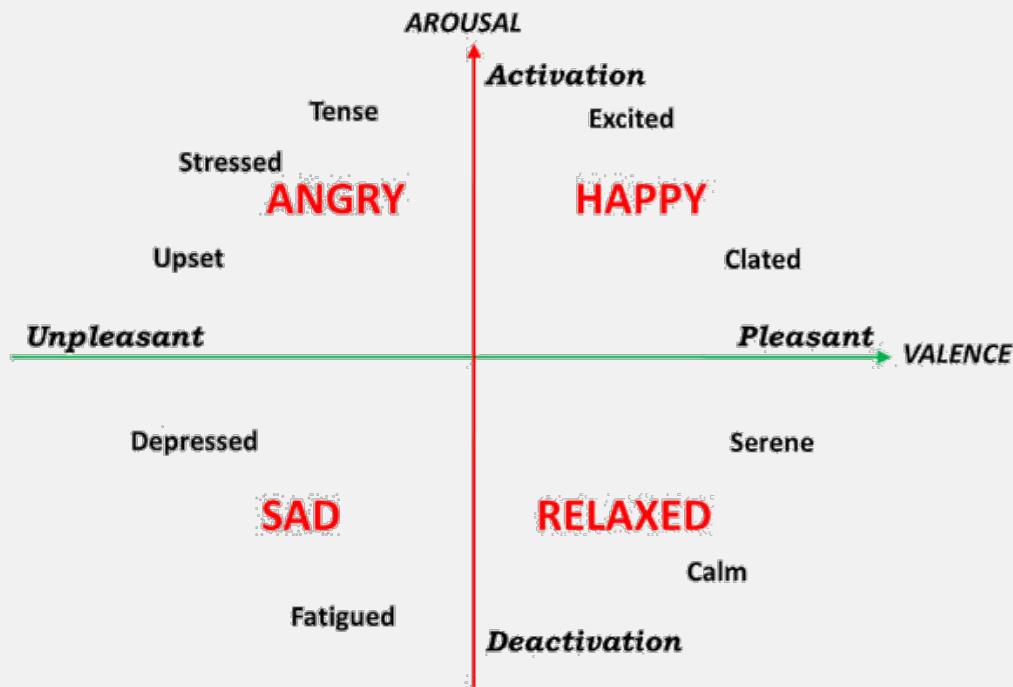 AROUSAL
Activation
Tense
Excited
Stressed
ANGRY
HAPPY
Upset
Clated
Unpleasant
Pleasant
VALENCE
Depressed
Serene
SAD
RELAXED
Calm
Fatigued
Deactivation